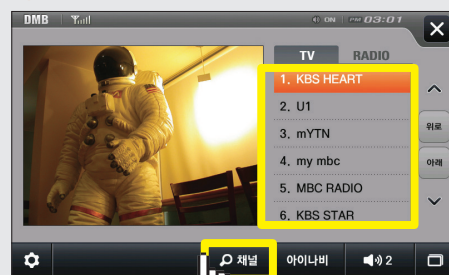 DMB
ON PM 03:01
TV RADIO
1. KBS HEART
2. U1
3. mYTN
4. my mbc
5. MBC RADIO
6. KBS STAR
위로
아래
채널 아이나비 2